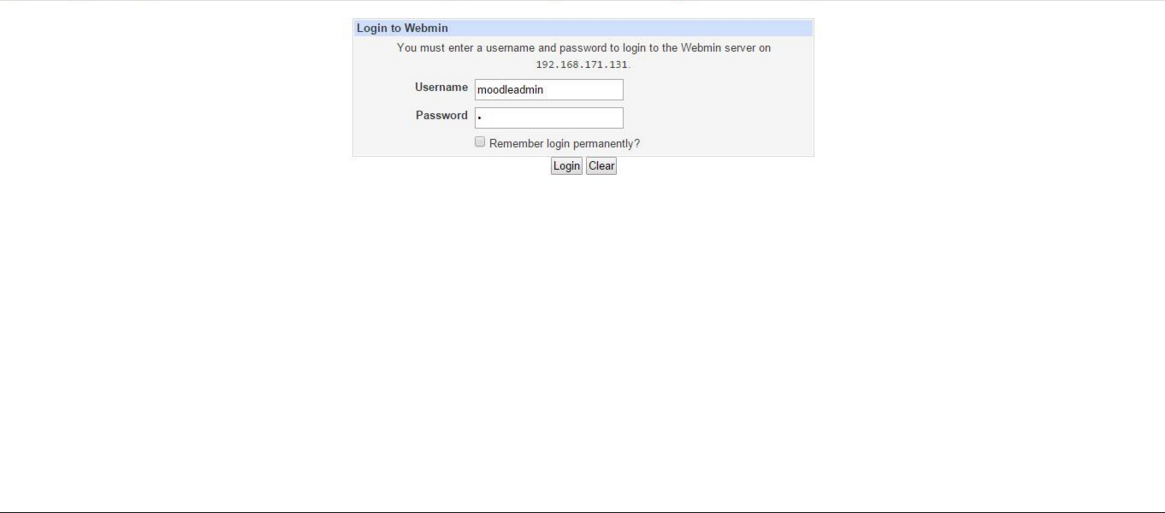 Login to Webmin
You must enter a username and password to login to the Webmin server on
192.168.171.131.
Username moodleadmin
Password •
Remember login permanently?
Login Clear